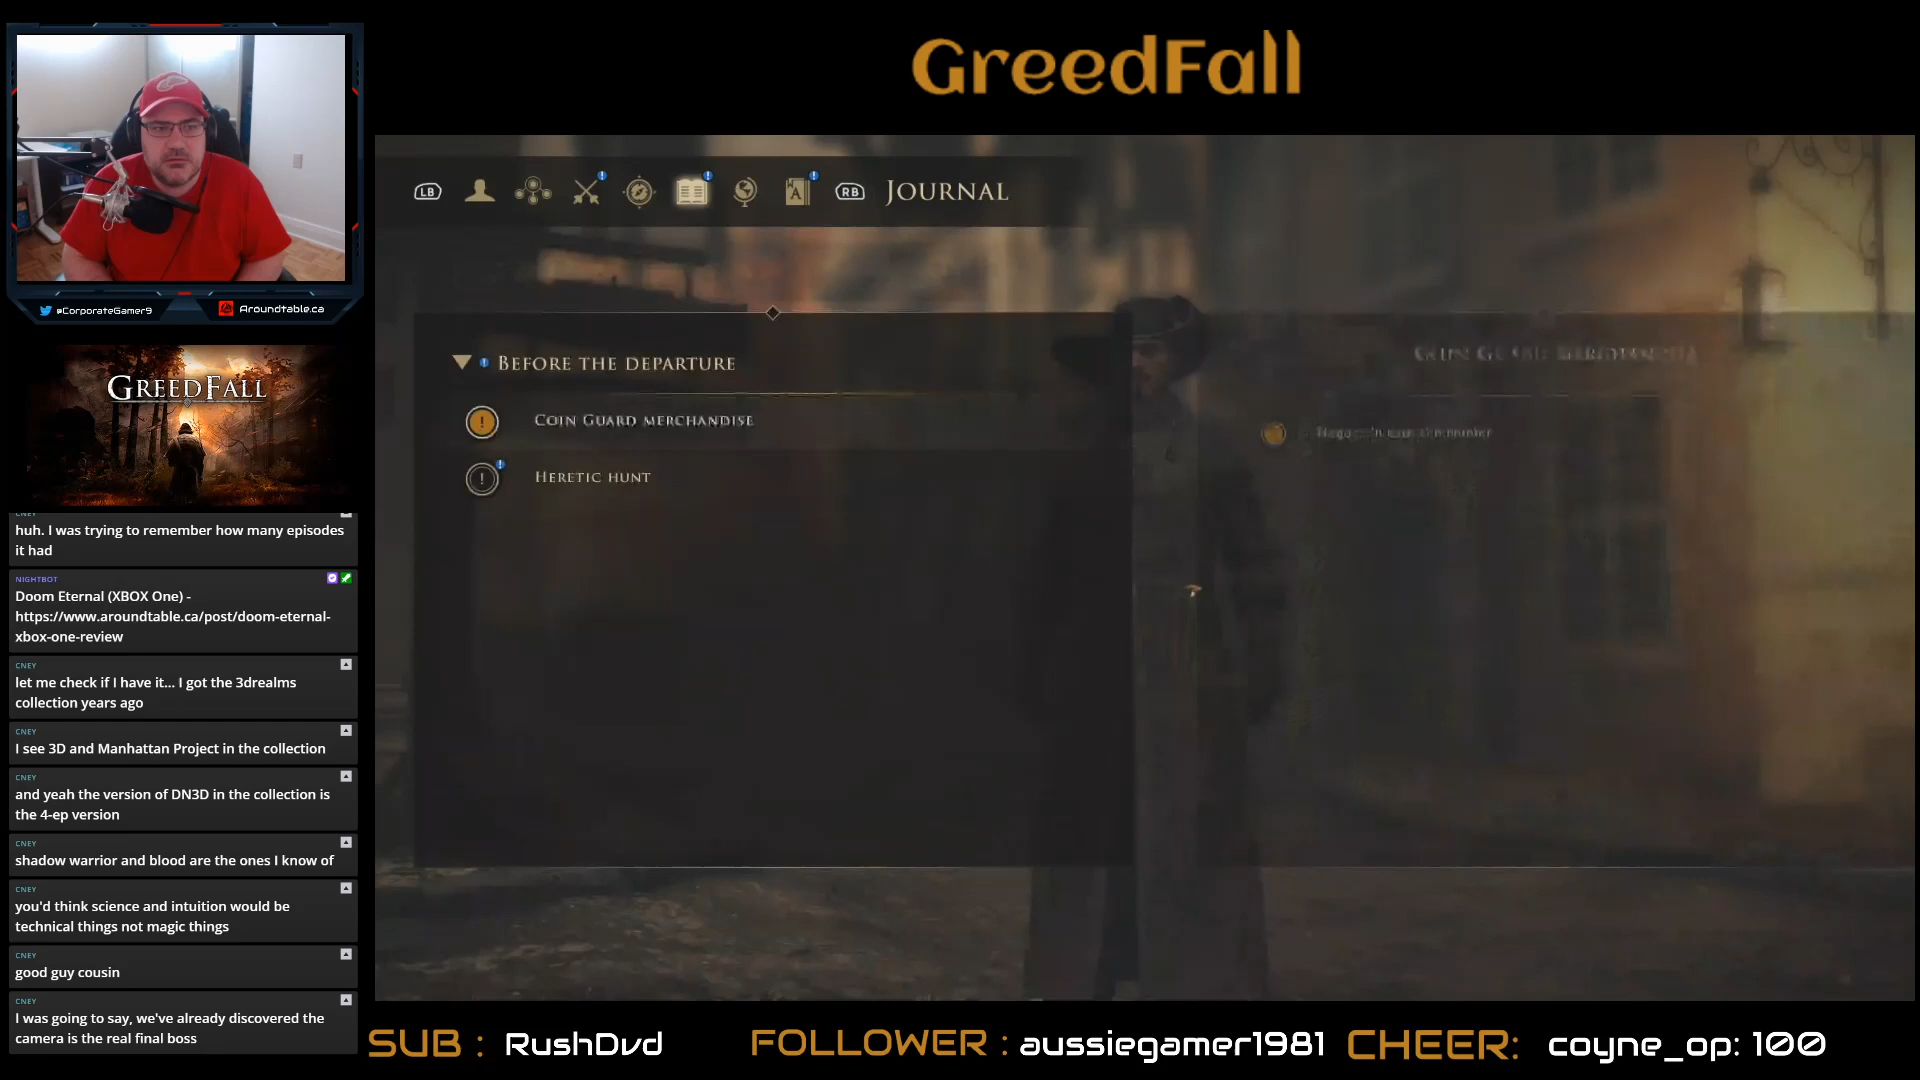 GreedFall
LB
RB
JOURNAL
@CorporateGamer9
Aroundtable.ca
GREEDFALL
BEFORE THE DEPARTURE
COIN GUARD MERCHANDISE
HERETIC HUNT
COIN GUARD MERCHANDISE
CNEY
huh. I was trying to remember how many episodes
it had
NIGHTBOT
Doom Eternal (XBOX One) -
https://www.aroundtable.ca/post/doom-eternal-
xbox-one-review
CNEY
let me check if I have it... I got the 3drealms
collection years ago
CNEY
I see 3D and Manhattan Project in the collection
CNEY
and yeah the version of DN3D in the collection is
the 4-ep version
CNEY
shadow warrior and blood are the ones I know of
CNEY
you'd think science and intuition would be
technical things not magic things
CNEY
good guy cousin
CNEY
I was going to say, we've already discovered the
camera is the real final boss
SUB : RushDvd
FOLLOWER : aussiegamer1981
CHEER: coyne_op: 100